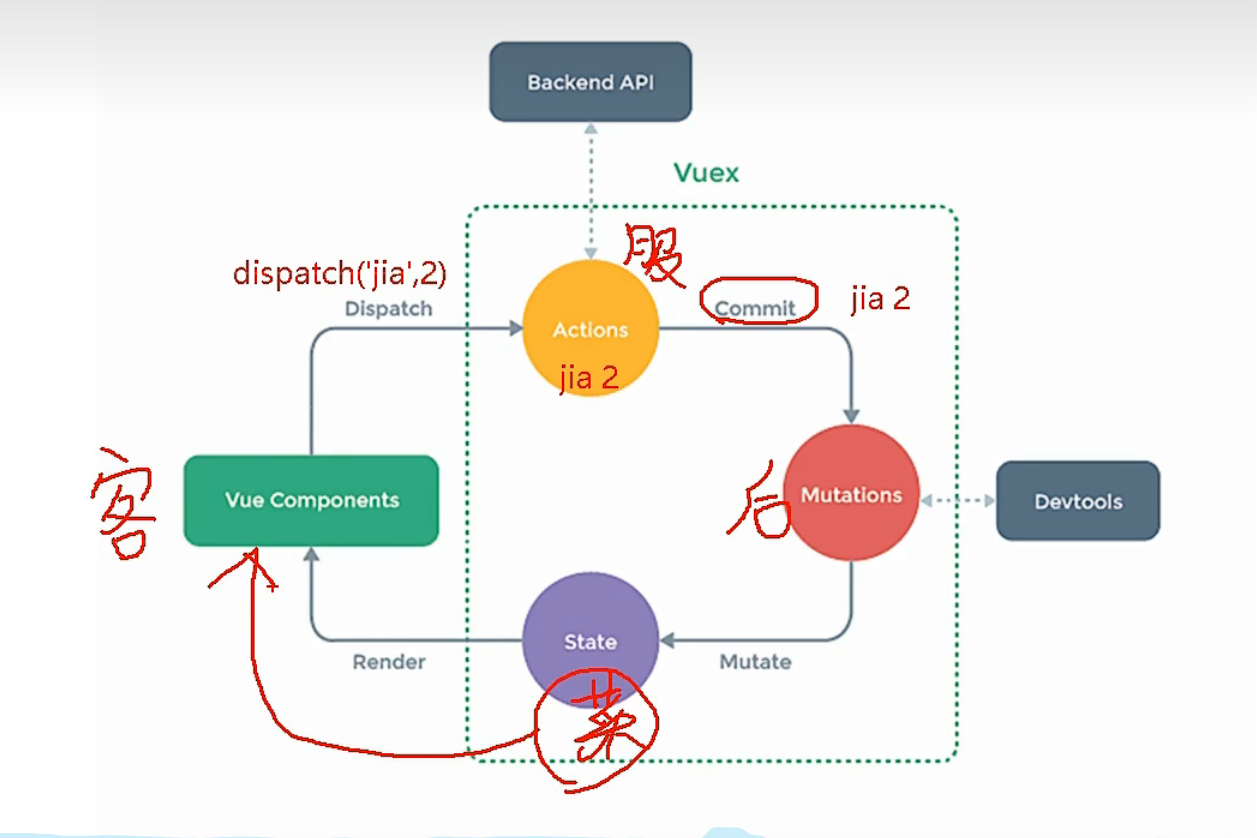 Backend API
Vuex
服
dispatch('jia',2)
Dispatch
Commit
jia 2
Actions
jia 2
客
Vue Components
后
Mutations
Devtools
State
Render
Mutate
菜